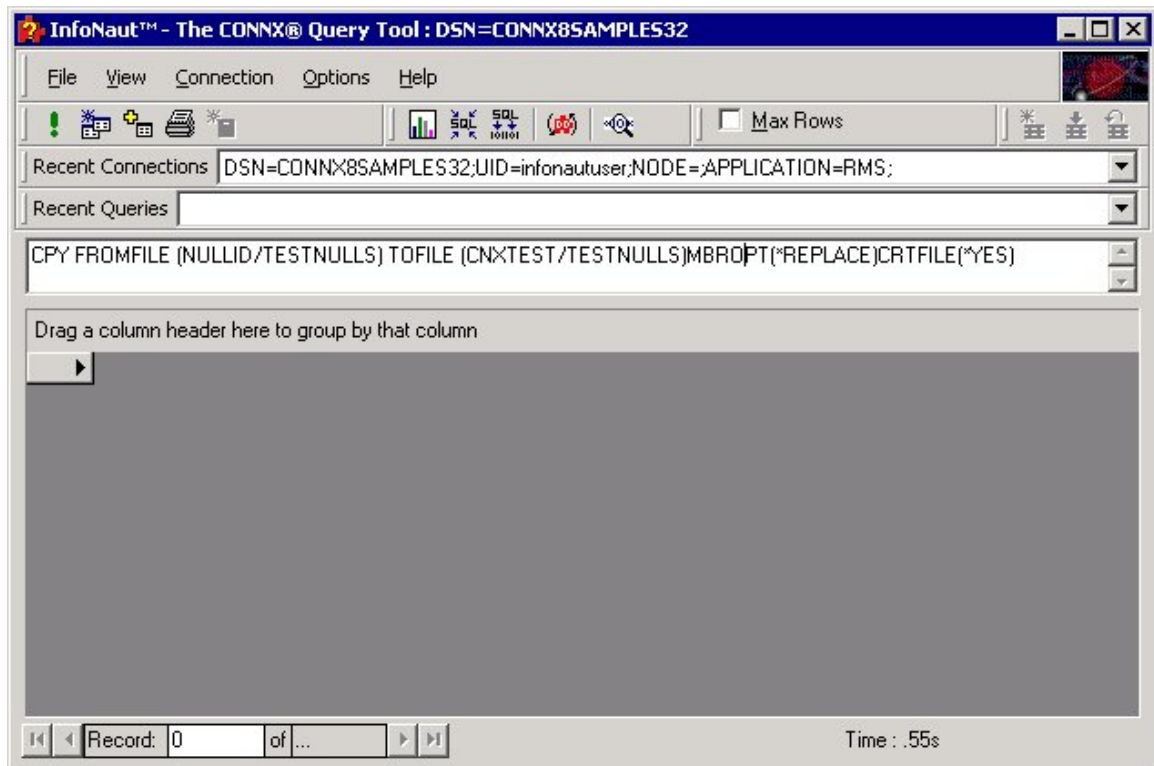 InfoNaut™ - The CONNX® Query Tool : DSN=CONNX8SAMPLES32
File View Connection Options Help
SQL SQL Max Rows
Recent Connections DSN=CONNX8SAMPLES32;UID=infonautuser;NODE=;APPLICATION=RMS;
Recent Queries
CPY FROMFILE (NULLID/TESTNULLS) TOFILE (CNXTEST/TESTNULLS)MBROPT(*REPLACE)CRTFILE(*YES)
Drag a column header here to group by that column
Record: 0 of ... Time : .55s